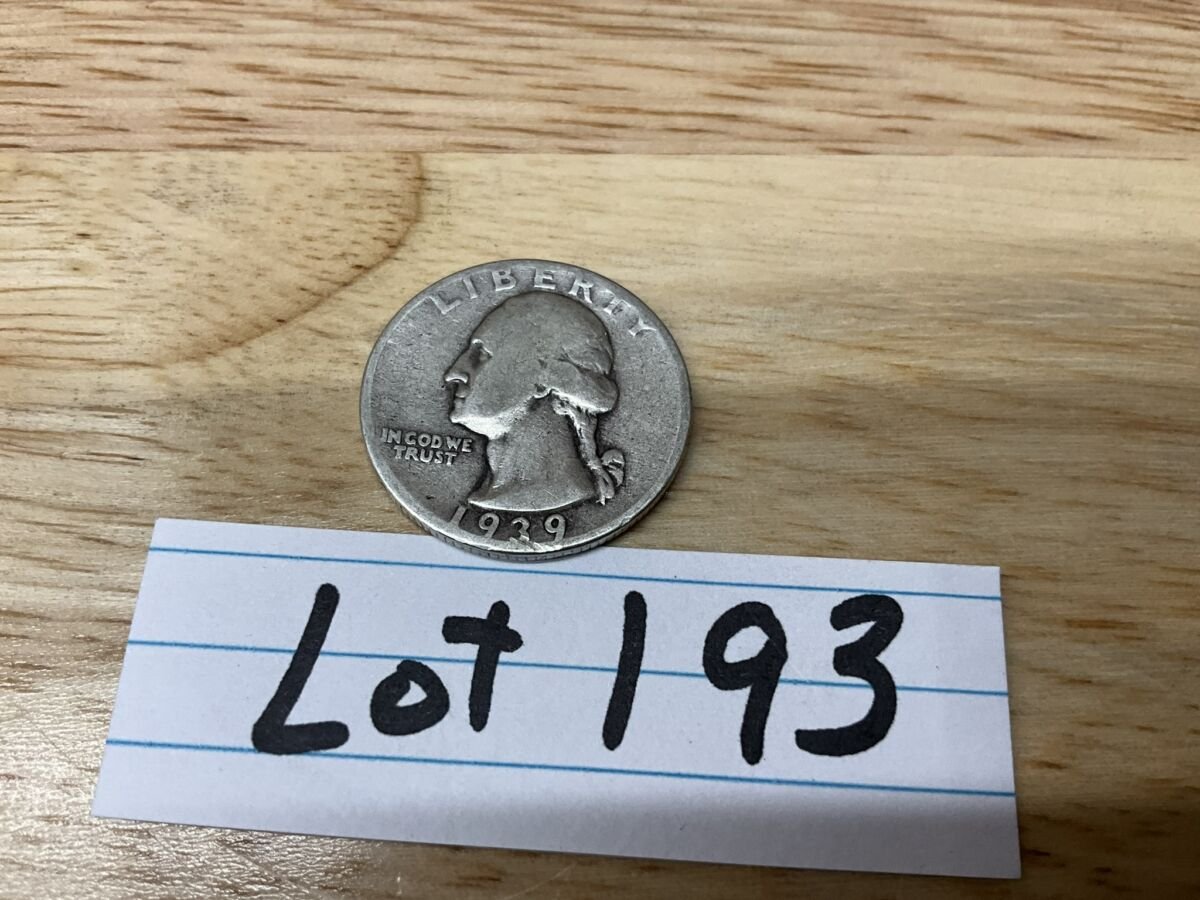 LIBERTY
IN GOD WE
TRUST
1939
Lot 193